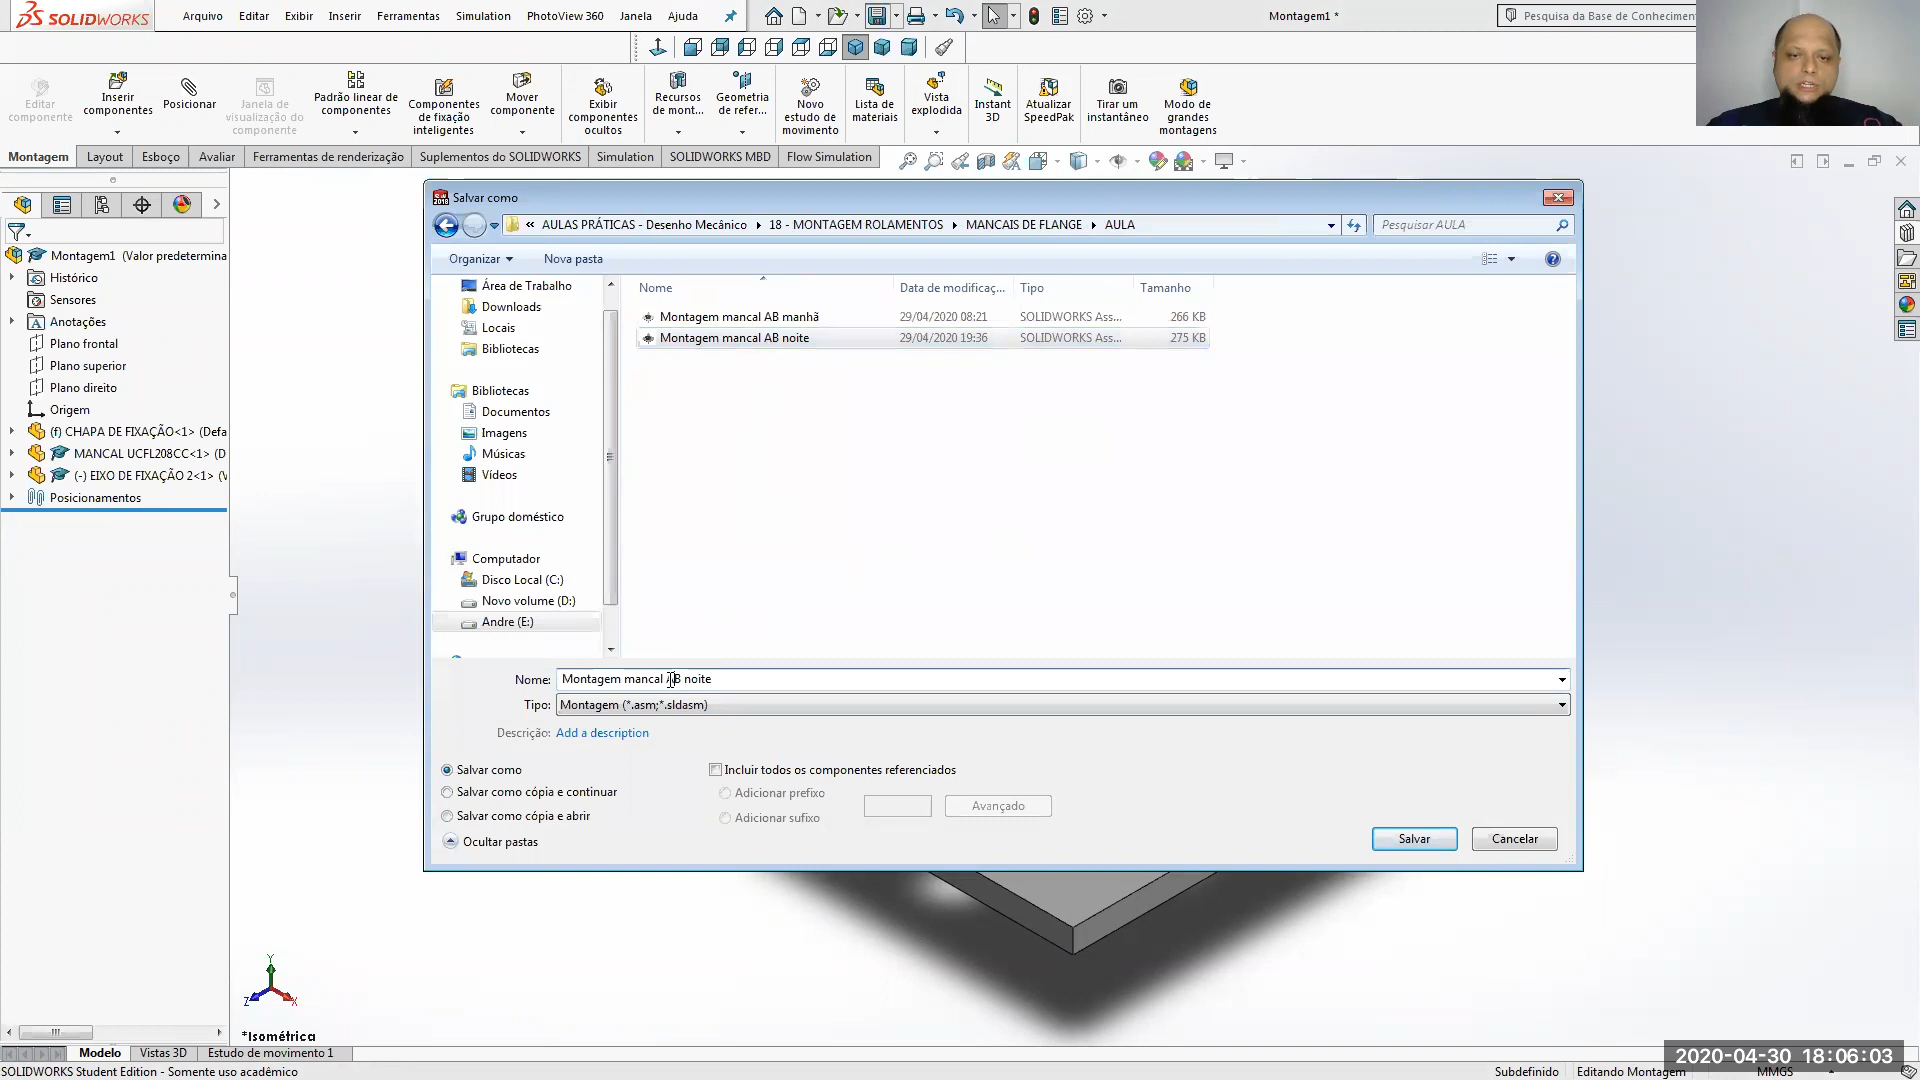 SOLIDWORKS
Arquivo Editar Exibir Inserir Ferramentas Simulation PhotoView 360 Janela Ajuda
Montagem1 *
Pesquisa da Base de Conhecimen
Editar componente
Inserir componentes
Posicionar
Janela de visualização do componente
Padrão linear de componentes
Componentes de fixação inteligentes
Mover componente
Exibir componentes ocultos
Recursos de mont...
Geometria de refer...
Novo estudo de movimento
Lista de materiais
Vista explodida
Instant 3D
Atualizar SpeedPak
Tirar um instantâneo
Modo de grandes montagens
Montagem Layout Esboço Avaliar Ferramentas de renderização Suplementos do SOLIDWORKS Simulation SOLIDWORKS MBD Flow Simulation
Montagem1 (Valor predetermina
Histórico
Sensores
Anotações
Plano frontal
Plano superior
Plano direito
Origem
(f) CHAPA DE FIXAÇÃO<1> (Defa
MANCAL UCFL208CC<1> (D
(-) EIXO DE FIXAÇÃO 2<1> (V
Posicionamentos
Salvar como
« AULAS PRÁTICAS - Desenho Mecânico 18 - MONTAGEM ROLAMENTOS MANCAIS DE FLANGE AULA
Pesquisar AULA
Organizar Nova pasta
Área de Trabalho
Downloads
Locais
Bibliotecas
Bibliotecas
Documentos
Imagens
Músicas
Vídeos
Grupo doméstico
Computador
Disco Local (C:)
Novo volume (D:)
Andre (E:)
Nome Data de modificaç... Tipo Tamanho
Montagem mancal AB manhã 29/04/2020 08:21 SOLIDWORKS Ass... 266 KB
Montagem mancal AB noite 29/04/2020 19:36 SOLIDWORKS Ass... 275 KB
Nome: Montagem mancal AB noite
Tipo: Montagem (*.asm;*.sldasm)
Descrição: Add a description
Salvar como
Salvar como cópia e continuar
Salvar como cópia e abrir
Incluir todos os componentes referenciados
Adicionar prefixo
Adicionar sufixo
Avançado
Ocultar pastas
Salvar Cancelar
Y
Z X
*Isométrica
Modelo Vistas 3D Estudo de movimento 1
SOLIDWORKS Student Edition - Somente uso acadêmico
Subdefinido Editando Montagem MMGS
2020-04-30 18:06:03